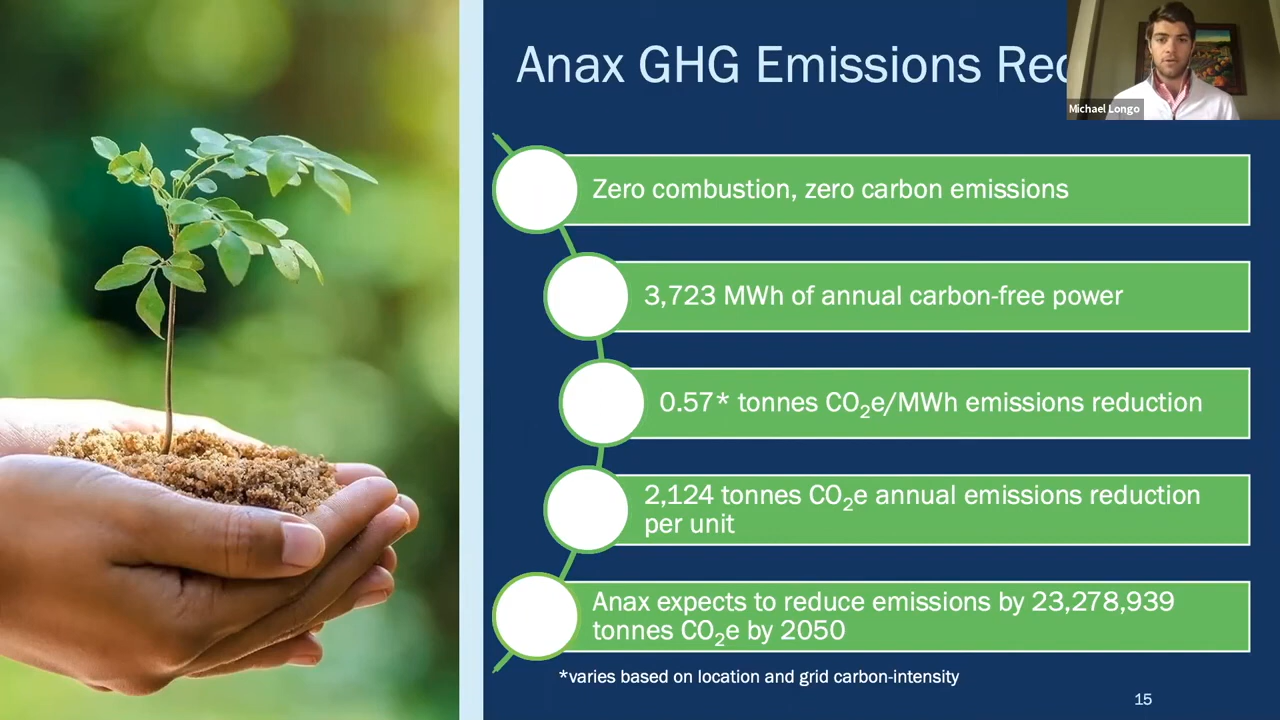 Anax GHG Emissions
Michael Longo
Zero combustion, zero carbon emissions
3,723 MWh of annual carbon-free power
0.57* tonnes CO₂e/MWh emissions reduction
2,124 tonnes CO₂e annual emissions reduction
per unit
Anax expects to reduce emissions by 23,278,939
tonnes CO₂e by 2050
*varies based on location and grid carbon-intensity
15